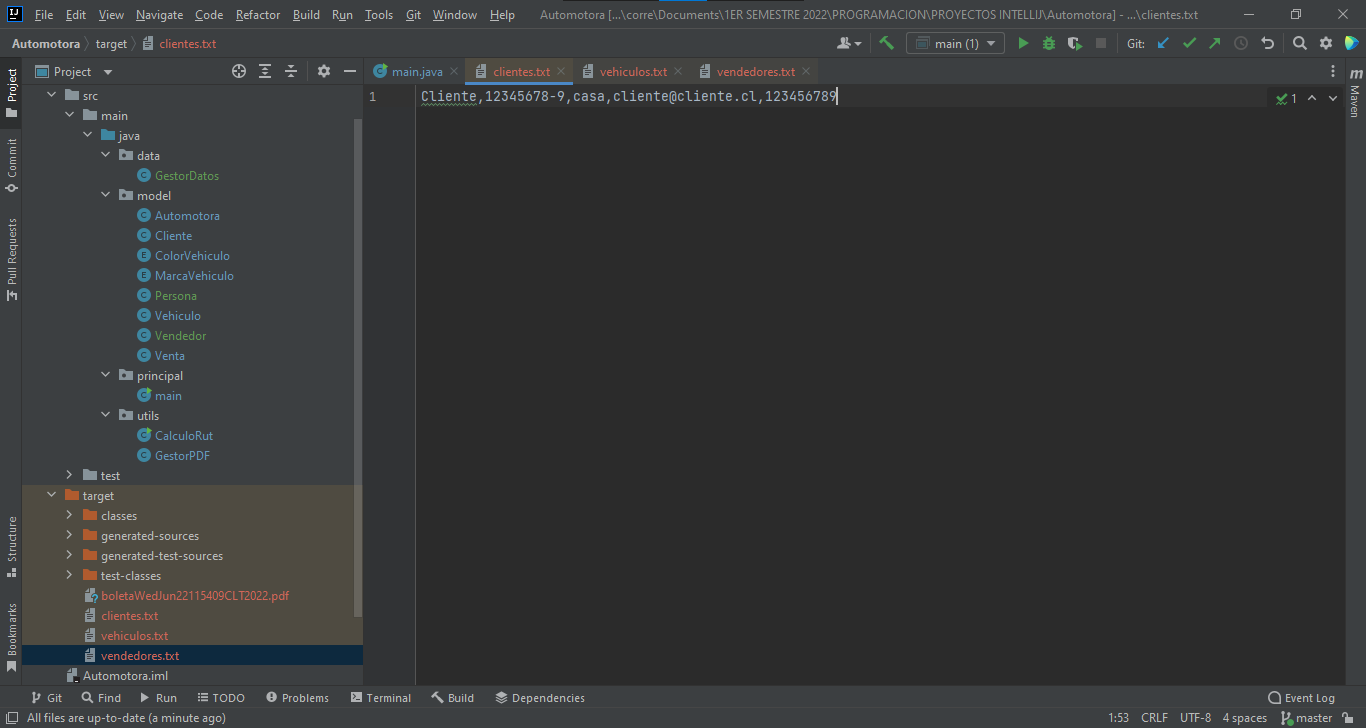 IJ File Edit View Navigate Code Refactor Build Run Tools Git Window Help Automotora [...\corre\Documents\1ER SEMESTRE 2022\PROGRAMACION\PROYECTOS INTELLIJ\Automotora] - ...\clientes.txt
Automotora target clientes.txt main (1) Git:
Project
Commit
Pull Requests
Structure
Bookmarks
Project
src
main
java
data
GestorDatos
model
Automotora
Cliente
ColorVehiculo
MarcaVehiculo
Persona
Vehiculo
Vendedor
Venta
principal
main
utils
CalculoRut
GestorPDF
test
target
classes
generated-sources
generated-test-sources
test-classes
boletaWedJun22115409CLT2022.pdf
clientes.txt
vehiculos.txt
vendedores.txt
Automotora.iml
main.java clientes.txt vehiculos.txt vendedores.txt
1 Cliente,12345678-9,casa,cliente@cliente.cl,123456789
1
m
Maven
Git Find Run TODO Problems Terminal Build Dependencies Event Log
All files are up-to-date (a minute ago) 1:53 CRLF UTF-8 4 spaces master